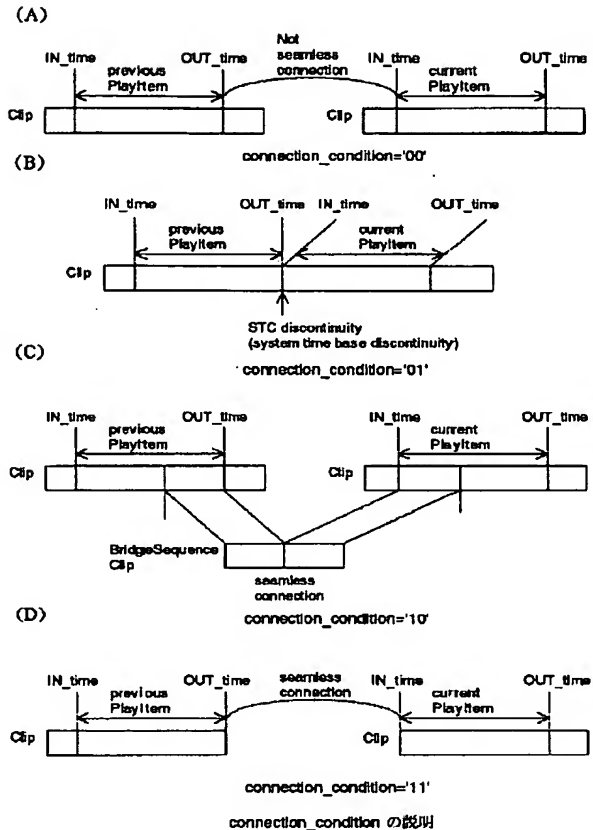 (A)
Not
seamless
connection
IN_time
OUT_time
IN_time
OUT_time
previous
PlayItem
current
PlayItem
Clip
Clip
connection_condition='00'
(B)
IN_time
OUT_time
IN_time
OUT_time
previous
PlayItem
current
PlayItem
Clip
STC discontinuity
(system time base discontinuity)
connection_condition='01'
(C)
IN_time
OUT_time
IN_time
OUT_time
previous
PlayItem
current
PlayItem
Clip
Clip
BridgeSequence
Clip
seamless
connection
connection_condition='10'
(D)
IN_time
OUT_time
seamless
connection
IN_time
OUT_time
previous
PlayItem
current
PlayItem
Clip
Clip
connection_condition='11'
connection_condition の説明